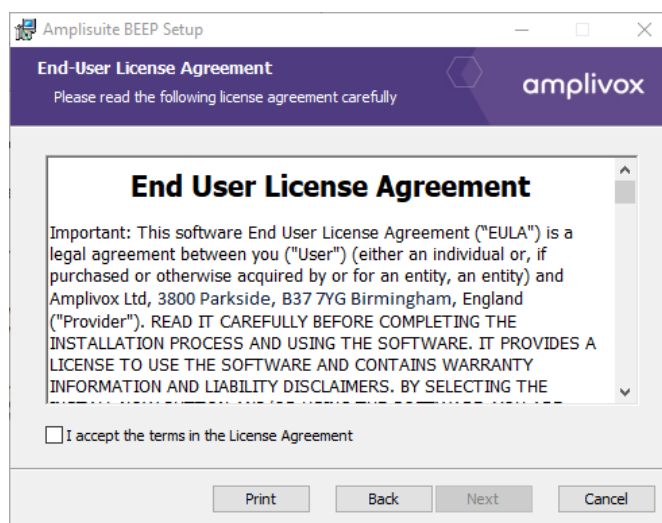 Amplisuite BEEP Setup
End-User License Agreement
Please read the following license agreement carefully
amplivox
End User License Agreement
Important: This software End User License Agreement (“EULA”) is a
legal agreement between you ("User") (either an individual or, if
purchased or otherwise acquired by or for an entity, an entity) and
Amplivox Ltd, 3800 Parkside, B37 7YG Birmingham, England
("Provider"). READ IT CAREFULLY BEFORE COMPLETING THE
INSTALLATION PROCESS AND USING THE SOFTWARE. IT PROVIDES A
LICENSE TO USE THE SOFTWARE AND CONTAINS WARRANTY
INFORMATION AND LIABILITY DISCLAIMERS. BY SELECTING THE
I accept the terms in the License Agreement
Print
Back
Next
Cancel